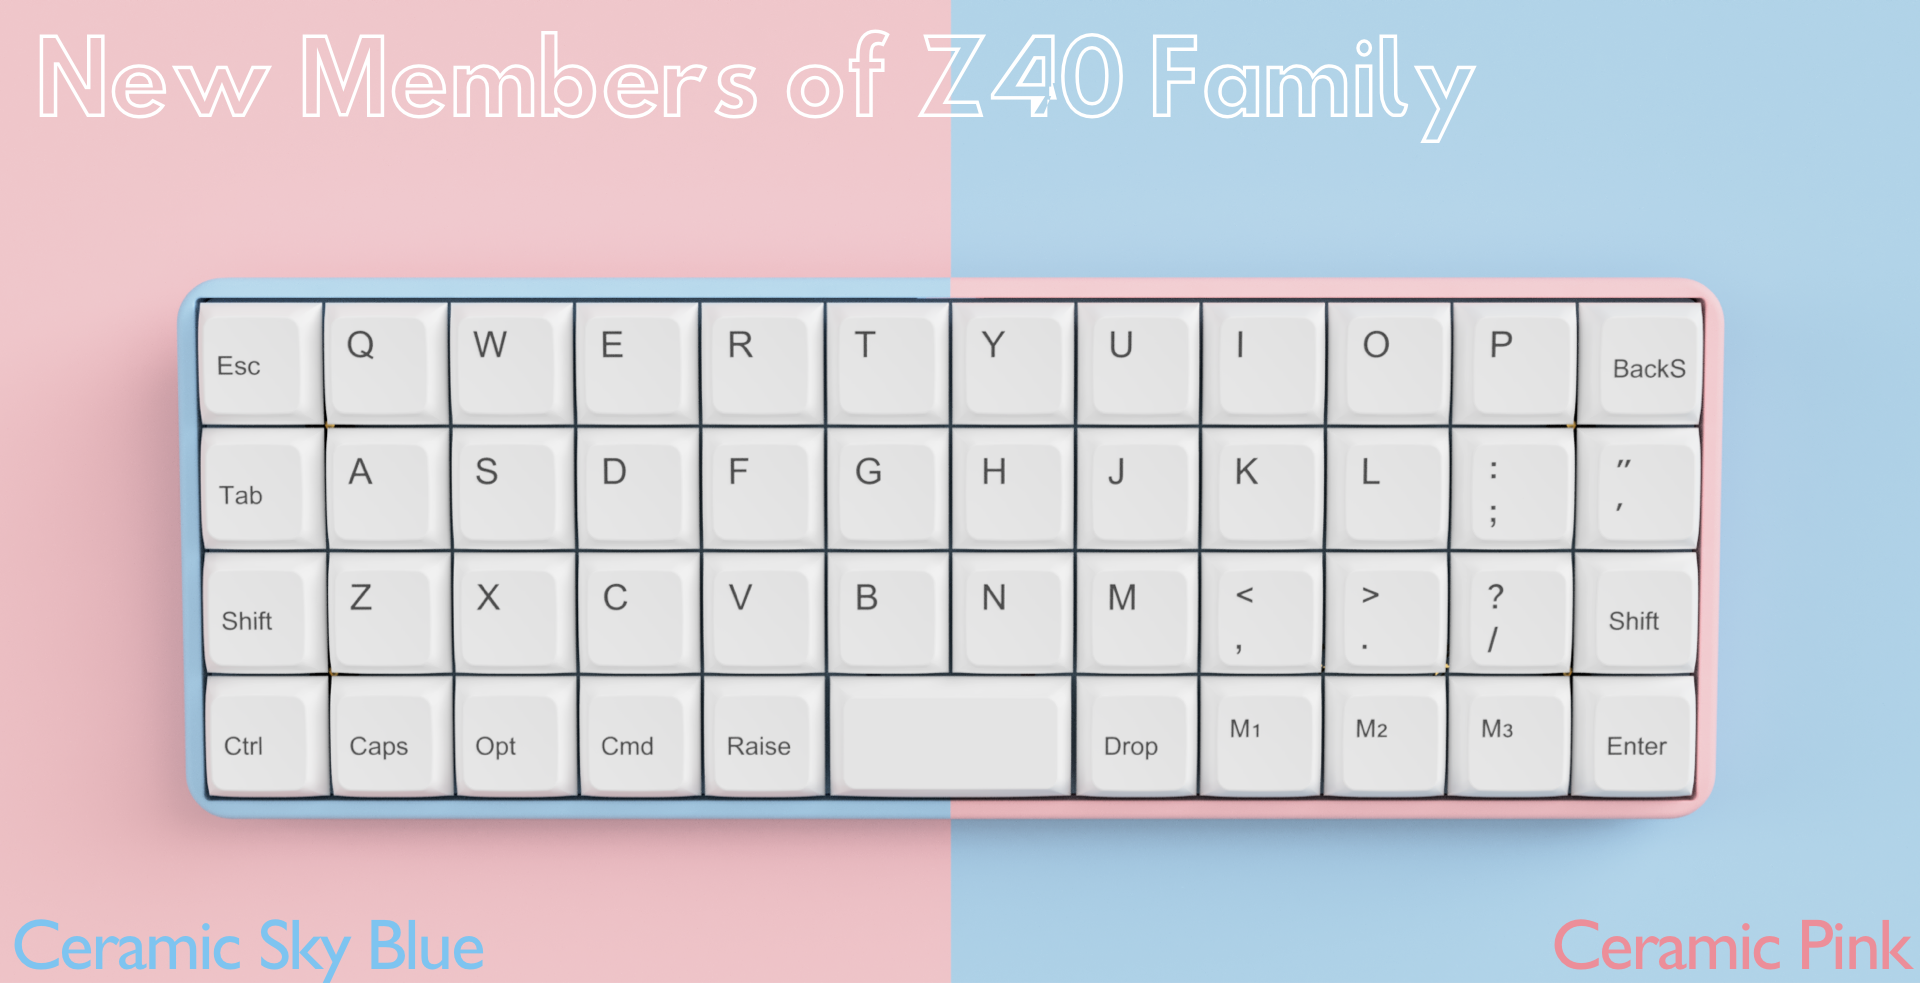 New Members of Z40 Family
Esc Q W E R T Y U I O P BackS
Tab A S D F G H J K L : ; " '
Shift Z X C V B N M < , > . ? / Shift
Ctrl Caps Opt Cmd Raise Drop M1 M2 M3 Enter
Ceramic Sky Blue
Ceramic Pink